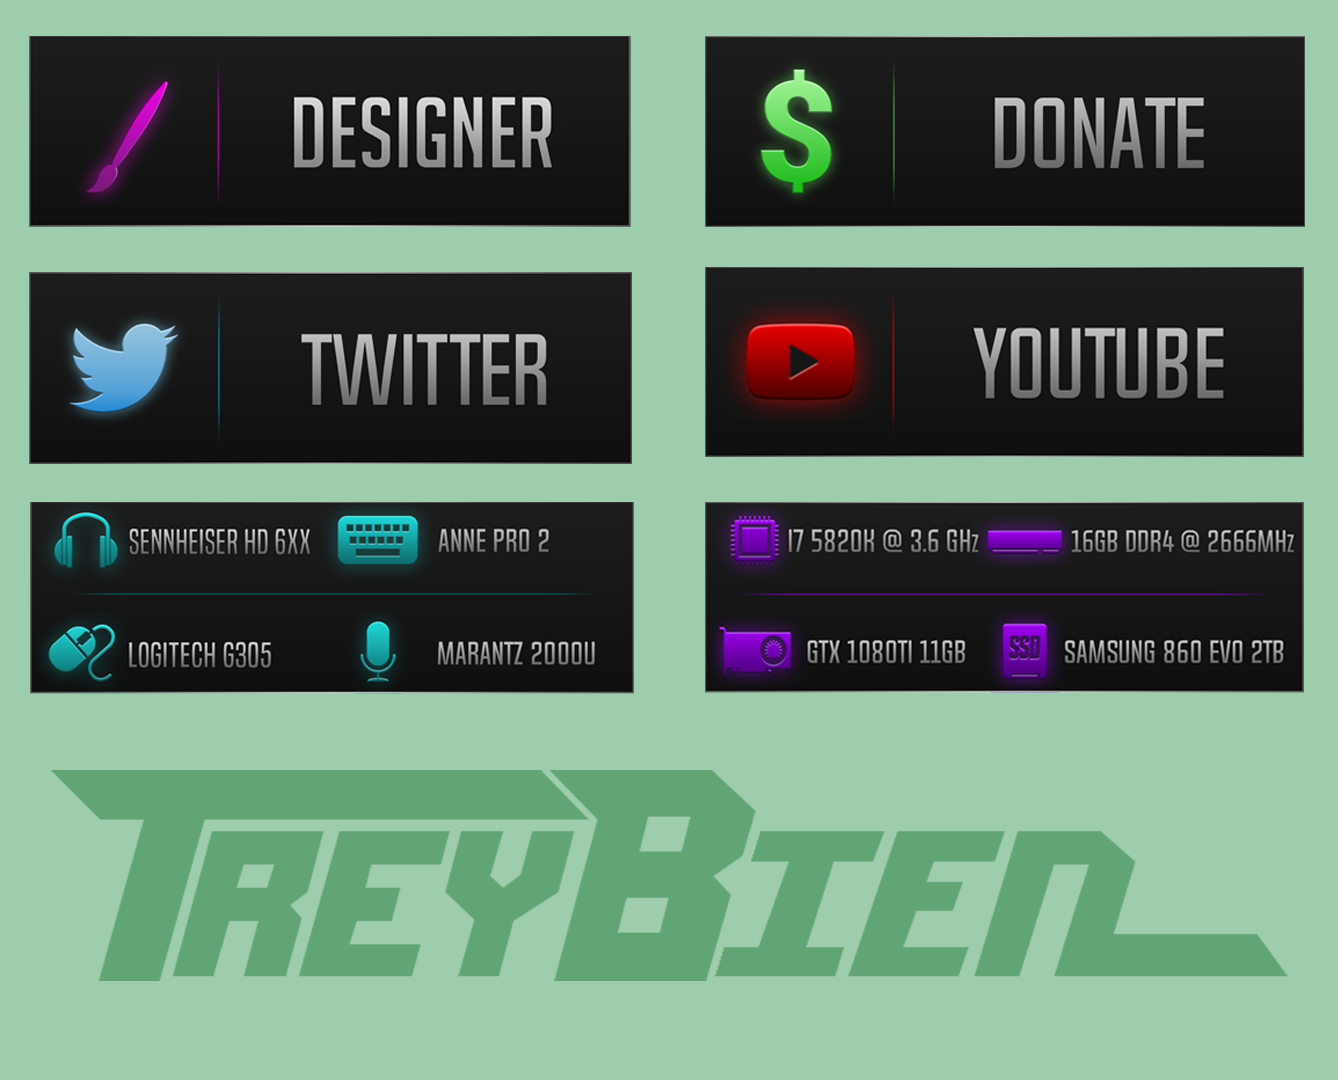 DESIGNER
DONATE
TWITTER
YOUTUBE
SENNHEISER HD 6XX
ANNE PRO 2
LOGITECH G305
MARANTZ 2000U
I7 5820K @ 3.6 GHz
16GB DDR4 @ 2666MHz
GTX 1080TI 11GB
SSD
SAMSUNG 860 EVO 2TB
TREYBIEN